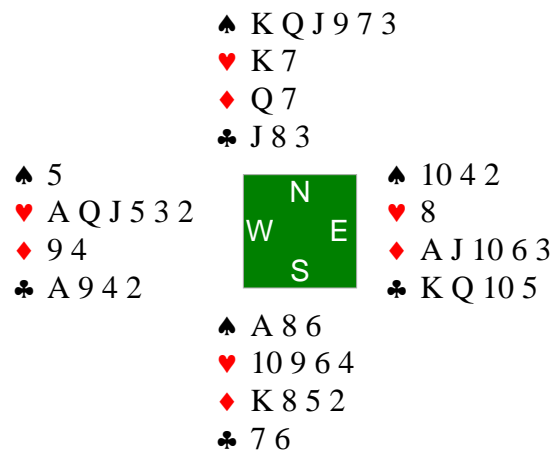 ♠ K Q J 9 7 3
♥ K 7
♦ Q 7
♣ J 8 3
♠ 5
♥ A Q J 5 3 2
♦ 9 4
♣ A 9 4 2
N
W E
S
♠ 10 4 2
♥ 8
♦ A J 10 6 3
♣ K Q 10 5
♠ A 8 6
♥ 10 9 6 4
♦ K 8 5 2
♣ 7 6